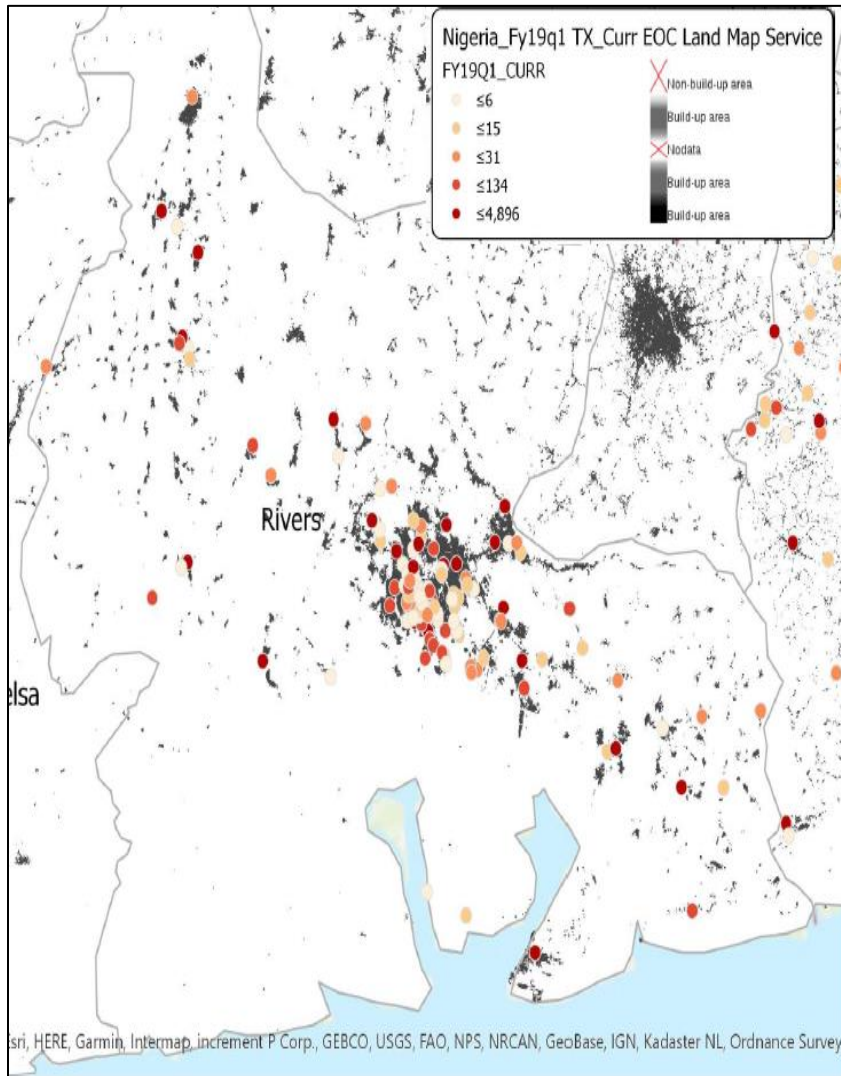 Nigeria_Fy19q1 TX_Curr EOC Land Map Service
FY19Q1_CURR
≤6
≤15
≤31
≤134
≤4,896
Non-build-up area
Build-up area
Nodata
Build-up area
Build-up area
Rivers
elsa
Esri, HERE, Garmin, Intermap, increment P Corp., GEBCO, USGS, FAO, NPS, NRCAN, GeoBase, IGN, Kadaster NL, Ordnance Survey